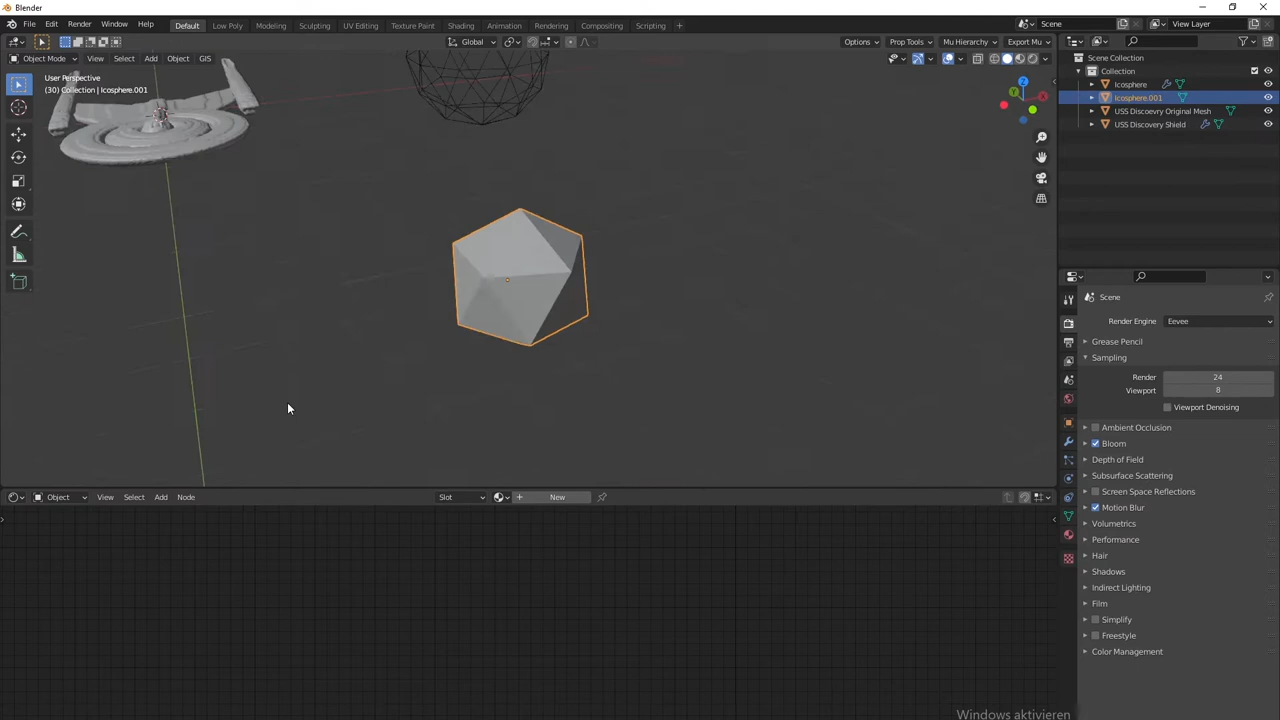 Blender
File Edit Render Window Help Default Low Poly Modeling Sculpting UV Editing Texture Paint Shading Animation Rendering Compositing Scripting + Scene View Layer
Global Options Prop Tools Mu Hierarchy Export Mu
Object Mode View Select Add Object GIS
User Perspective
(30) Collection | Icosphere.001
Scene Collection
Collection
Icosphere
Icosphere.001
USS Discoevry Original Mesh
USS Discovery Shield
Scene
Render Engine Eevee
Grease Pencil
Sampling
Render 24
Viewport 8
Viewport Denoising
Ambient Occlusion
Bloom
Depth of Field
Subsurface Scattering
Screen Space Reflections
Motion Blur
Volumetrics
Performance
Hair
Shadows
Indirect Lighting
Film
Simplify
Freestyle
Color Management
Object View Select Add Node Slot + New
Windows aktivieren